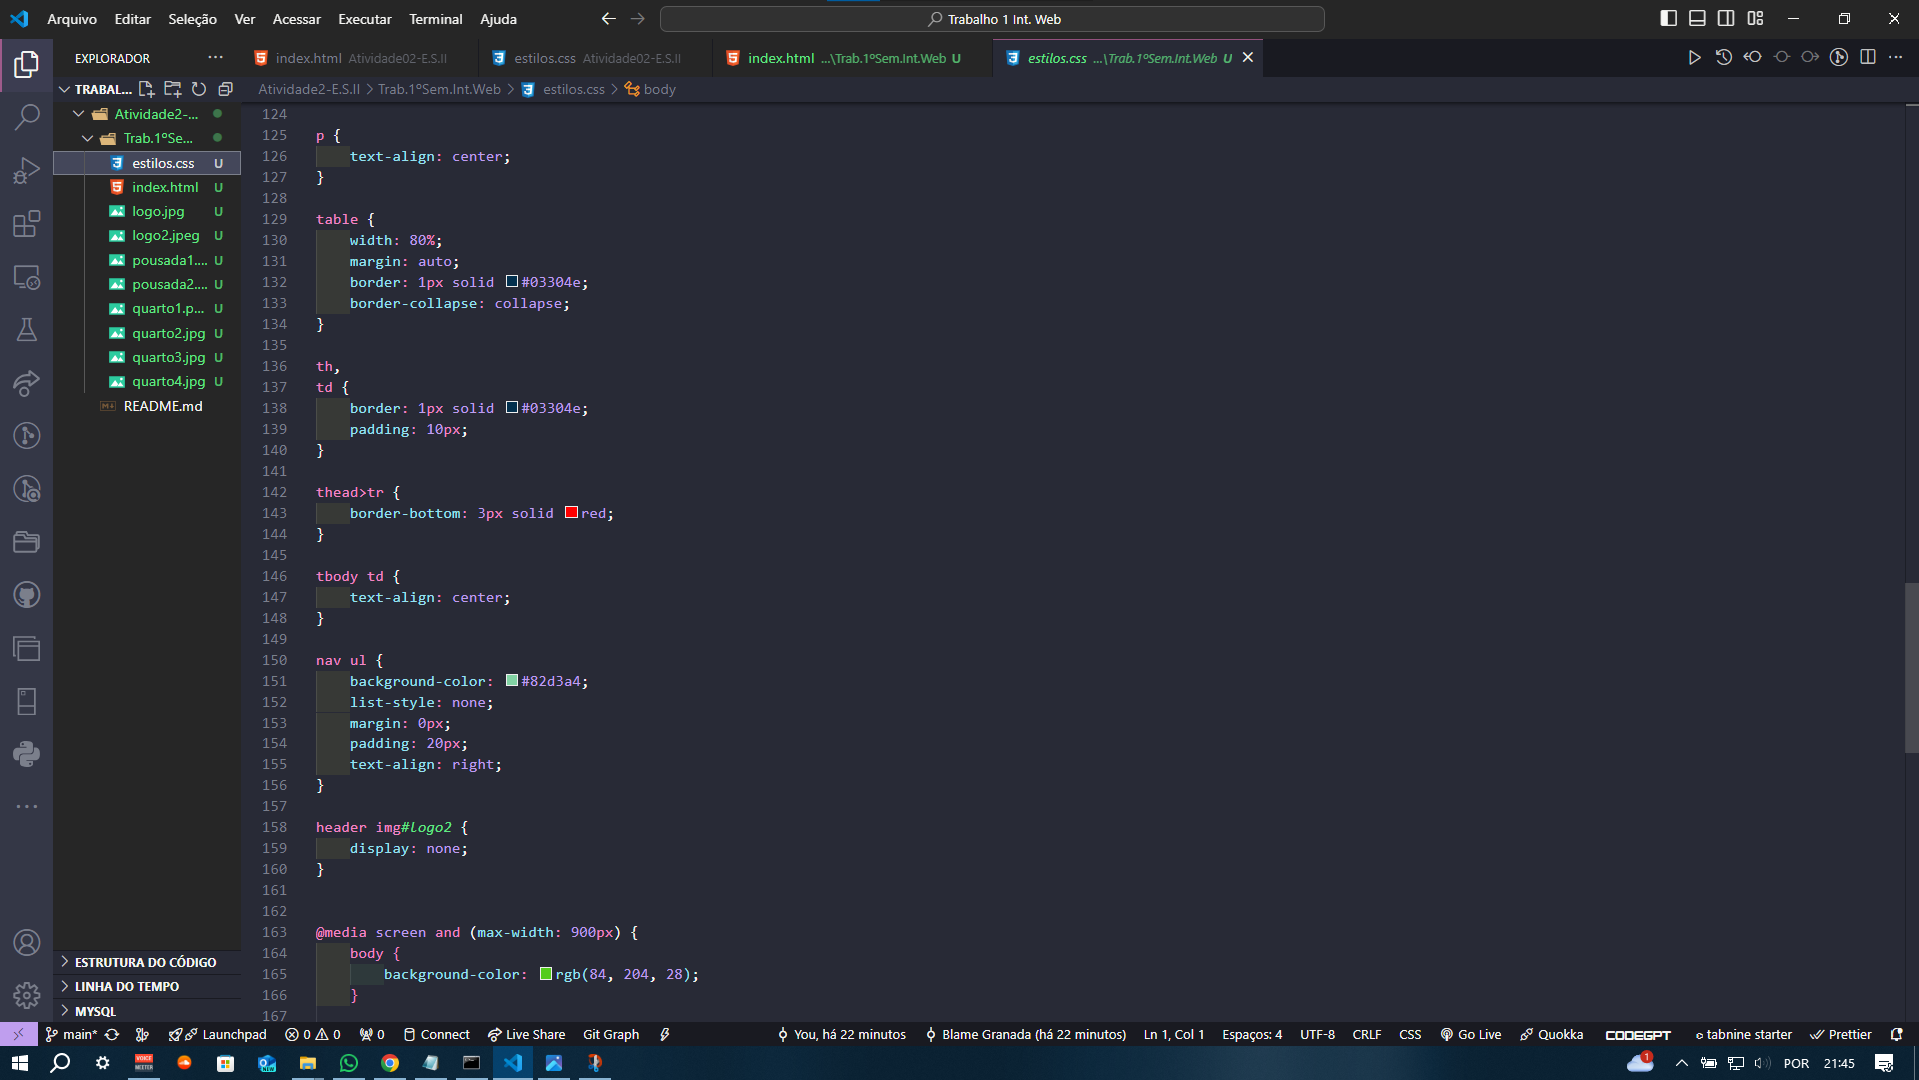 Arquivo Editar Seleção Ver Acessar Executar Terminal Ajuda
Trabalho 1 Int. Web
EXPLORADOR
index.html Atividade02-E.S.II
estilos.css Atividade02-E.S.II
index.html ...\Trab.1ºSem.Int.Web U
estilos.css ...\Trab.1ºSem.Int.Web U
TRABAL...
Atividade2-E.S.II > Trab.1ºSem.Int.Web > estilos.css > body
Atividade2-...
Trab.1ºSe...
estilos.css U
index.html U
logo.jpg U
logo2.jpeg U
pousada1.... U
pousada2.... U
quarto1.p... U
quarto2.jpg U
quarto3.jpg U
quarto4.jpg U
README.md
ESTRUTURA DO CÓDIGO
LINHA DO TEMPO
MYSQL
124
125 p {
126 text-align: center;
127 }
128
129 table {
130 width: 80%;
131 margin: auto;
132 border: 1px solid #03304e;
133 border-collapse: collapse;
134 }
135
136 th,
137 td {
138 border: 1px solid #03304e;
139 padding: 10px;
140 }
141
142 thead>tr {
143 border-bottom: 3px solid red;
144 }
145
146 tbody td {
147 text-align: center;
148 }
149
150 nav ul {
151 background-color: #82d3a4;
152 list-style: none;
153 margin: 0px;
154 padding: 20px;
155 text-align: right;
156 }
157
158 header img#logo2 {
159 display: none;
160 }
161
162
163 @media screen and (max-width: 900px) {
164 body {
165 background-color: rgb(84, 204, 28);
166 }
167
main* Launchpad 0 0 0 Connect Live Share Git Graph You, há 22 minutos Blame Granada (há 22 minutos) Ln 1, Col 1 Espaços: 4 UTF-8 CRLF CSS Go Live Quokka CODEGPT tabnine starter Prettier
VOICE MEETER NEW 1 POR 21:45